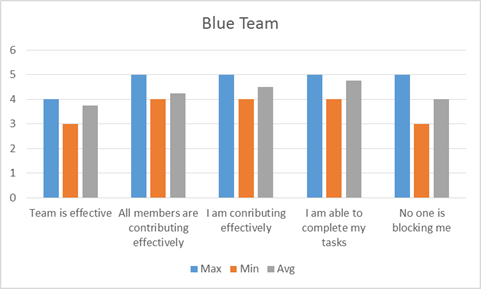 Blue Team
6
5
4
3
2
1
0
Team is effective
All members are
contributing
effectively
I am conributing
effectively
I am able to
complete my
tasks
No one is
blocking me
Max
Min
Avg